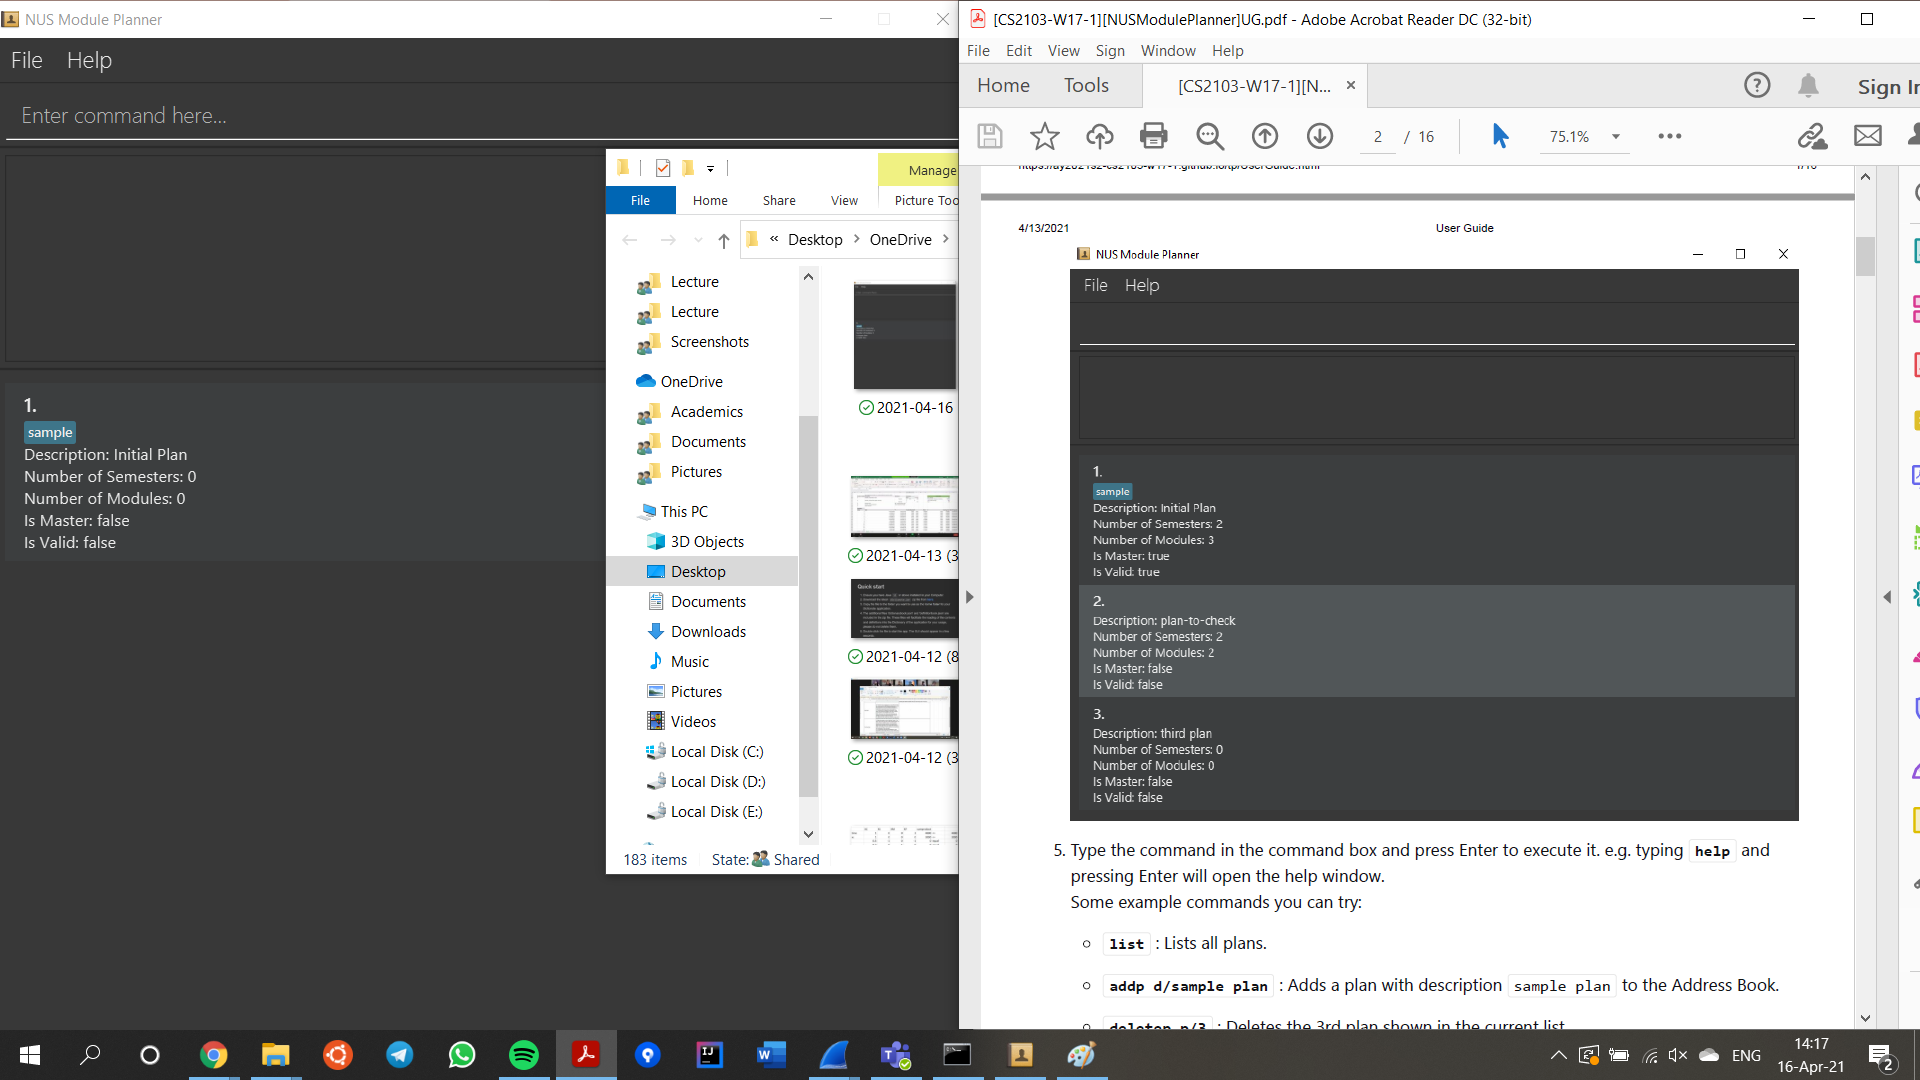 NUS Module Planner
File Help
Enter command here...
1.
sample
Description: Initial Plan
Number of Semesters: 0
Number of Modules: 0
Is Master: false
Is Valid: false
Manage
File Home Share View Picture Too
« Desktop > OneDrive >
Lecture
Lecture
Screenshots
OneDrive
Academics
Documents
Pictures
This PC
3D Objects
Desktop
Documents
Downloads
Music
Pictures
Videos
Local Disk (C:)
Local Disk (D:)
Local Disk (E:)
2021-04-16
2021-04-13 (3
Quick start
2021-04-12 (8
2021-04-12 (3
183 items State: Shared
[CS2103-W17-1][NUSModulePlanner]UG.pdf - Adobe Acrobat Reader DC (32-bit)
File Edit View Sign Window Help
Home Tools [CS2103-W17-1][N... × Sign In
2 / 16 75.1%
4/13/2021 User Guide
NUS Module Planner
File Help
1.
sample
Description: Initial Plan
Number of Semesters: 2
Number of Modules: 3
Is Master: true
Is Valid: true
2.
Description: plan-to-check
Number of Semesters: 2
Number of Modules: 2
Is Master: false
Is Valid: false
3.
Description: third plan
Number of Semesters: 0
Number of Modules: 0
Is Master: false
Is Valid: false
5. Type the command in the command box and press Enter to execute it. e.g. typing help and
pressing Enter will open the help window.
Some example commands you can try:
list : Lists all plans.
addp d/sample plan : Adds a plan with description sample plan to the Address Book.
deletep p/3 : Deletes the 3rd plan shown in the current list
ENG
14:17
16-Apr-21
2